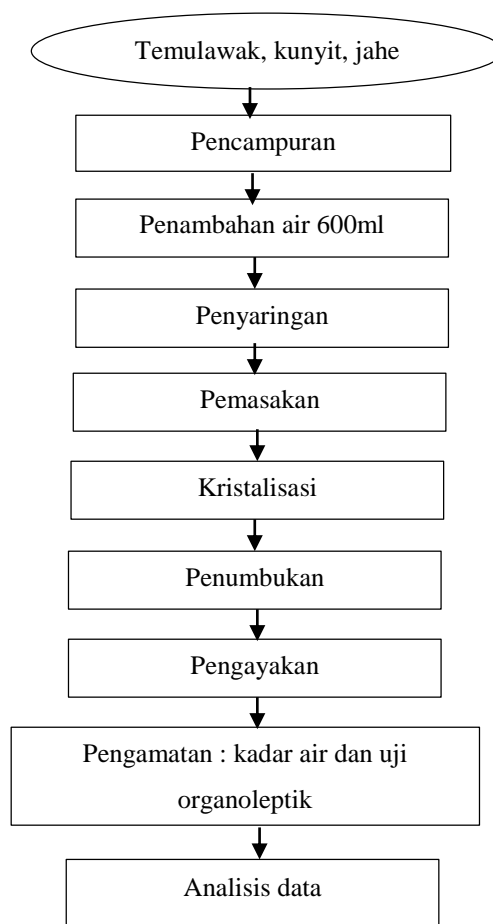 Temulawak, kunyit, jahe
Pencampuran
Penambahan air 600ml
Penyaringan
Pemasakan
Kristalisasi
Penumbukan
Pengayakan
Pengamatan : kadar air dan uji
organoleptik
Analisis data